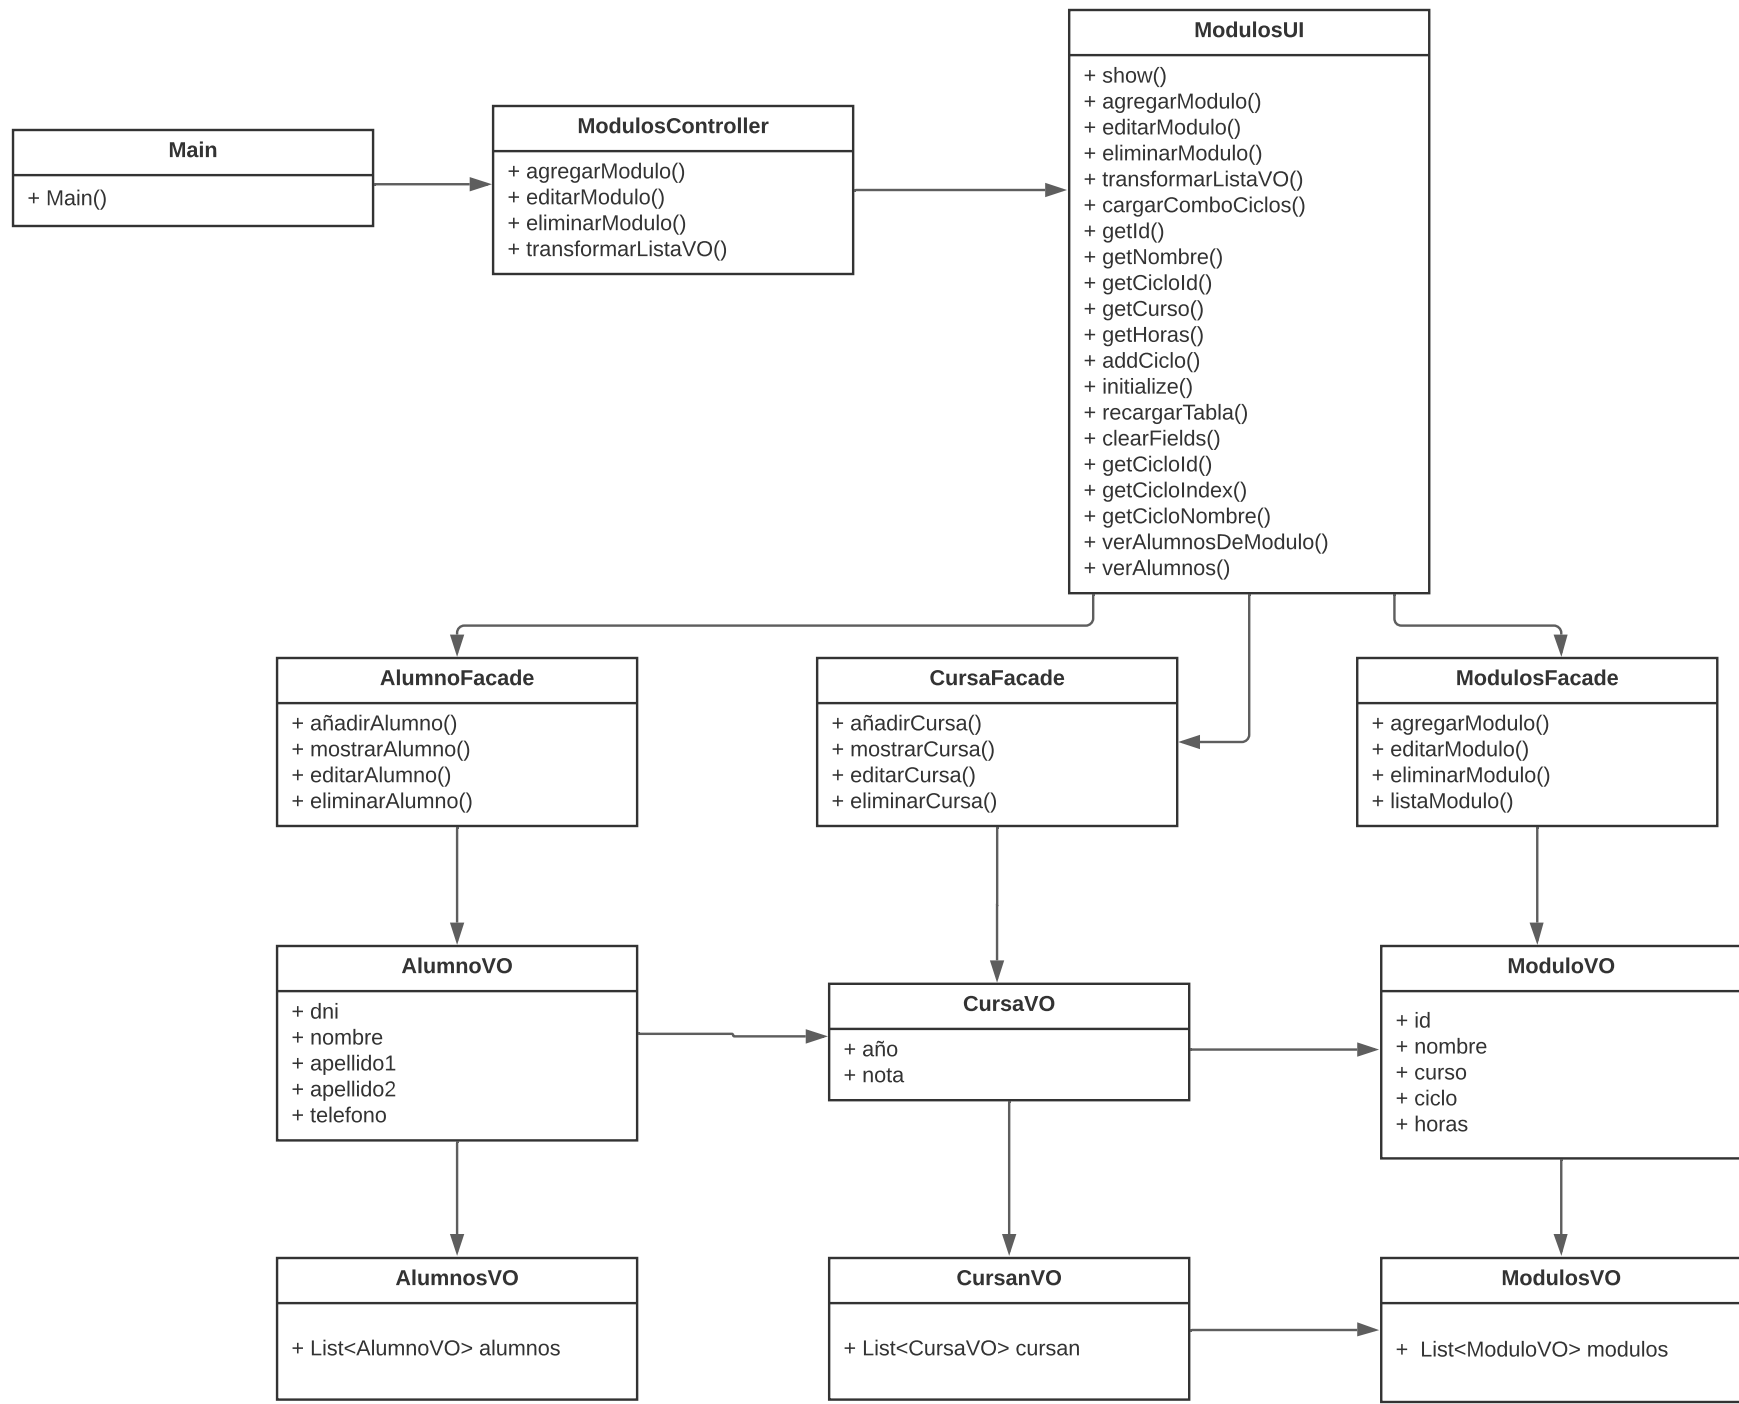 Main
+ Main()
ModulosController
+ agregarModulo()
+ editarModulo()
+ eliminarModulo()
+ transformarListaVO()
ModulosUI
+ show()
+ agregarModulo()
+ editarModulo()
+ eliminarModulo()
+ transformarListaVO()
+ cargarComboCiclos()
+ getId()
+ getNombre()
+ getCicloId()
+ getCurso()
+ getHoras()
+ addCiclo()
+ initialize()
+ recargarTabla()
+ clearFields()
+ getCicloId()
+ getCicloIndex()
+ getCicloNombre()
+ verAlumnosDeModulo()
+ verAlumnos()
AlumnoFacade
+ añadirAlumno()
+ mostrarAlumno()
+ editarAlumno()
+ eliminarAlumno()
CursaFacade
+ añadirCursa()
+ mostrarCursa()
+ editarCursa()
+ eliminarCursa()
ModulosFacade
+ agregarModulo()
+ editarModulo()
+ eliminarModulo()
+ listaModulo()
AlumnoVO
+ dni
+ nombre
+ apellido1
+ apellido2
+ telefono
CursaVO
+ año
+ nota
ModuloVO
+ id
+ nombre
+ curso
+ ciclo
+ horas
AlumnosVO
+ List<AlumnoVO> alumnos
CursanVO
+ List<CursaVO> cursan
ModulosVO
+ List<ModuloVO> modulos